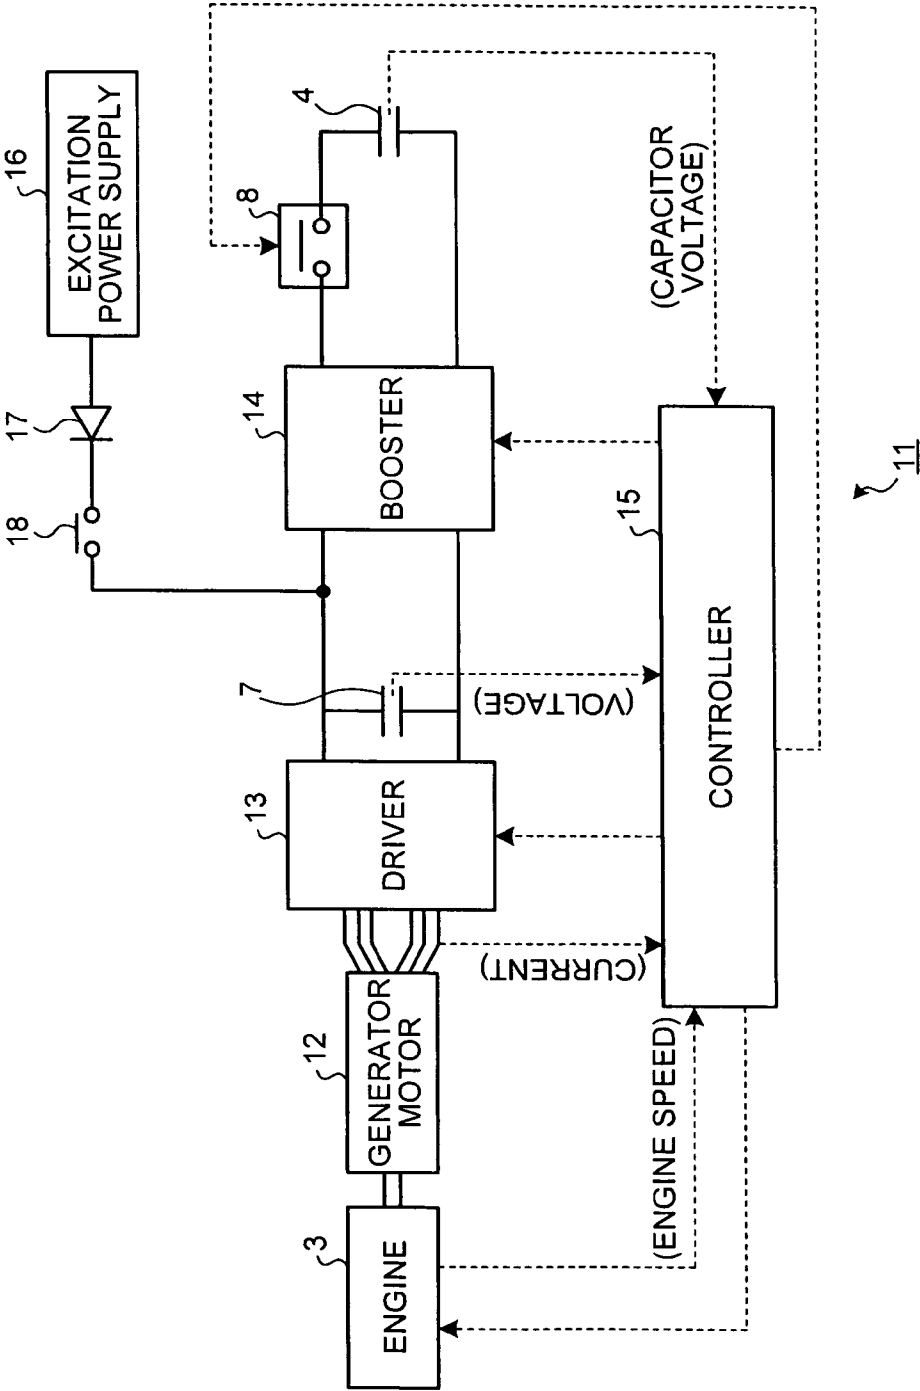 16
EXCITATION
POWER SUPPLY
17
18
8
4
14
BOOSTER
7
13
DRIVER
12
GENERATOR
MOTOR
3
ENGINE
(CAPACITOR
VOLTAGE)
(VOLTAGE)
(CURRENT)
(ENGINE SPEED)
15
CONTROLLER
11